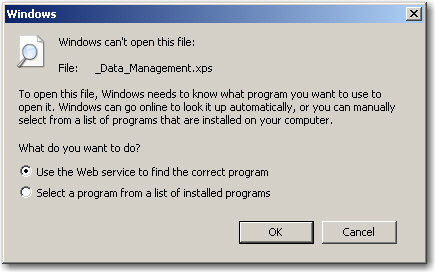 Windows
Windows can't open this file:
File: _Data_Management.xps
To open this file, Windows needs to know what program you want to use to
open it. Windows can go online to look it up automatically, or you can manually
select from a list of programs that are installed on your computer.
What do you want to do?
Use the Web service to find the correct program
Select a program from a list of installed programs
OK
Cancel